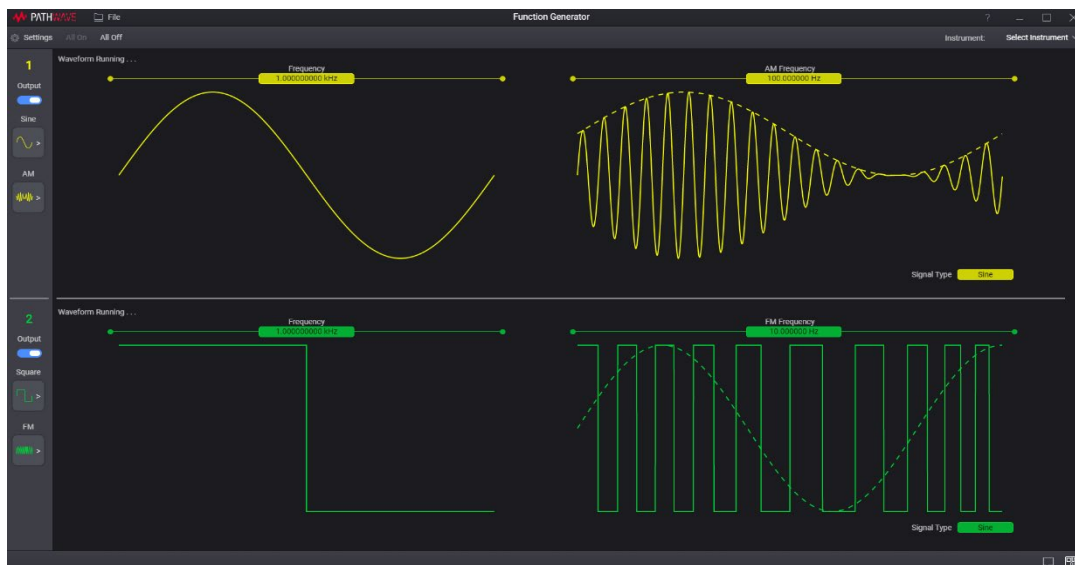 PATHWAVE File Function Generator ?
Settings All On All Off Instrument: Select Instrument
1
Waveform Running . . .
Frequency
1.000000000 kHz
AM Frequency
100.000000 Hz
Output
Sine
AM
Signal Type Sine
2
Waveform Running . . .
Frequency
1.000000000 kHz
FM Frequency
10.000000 Hz
Output
Square
FM
Signal Type Sine